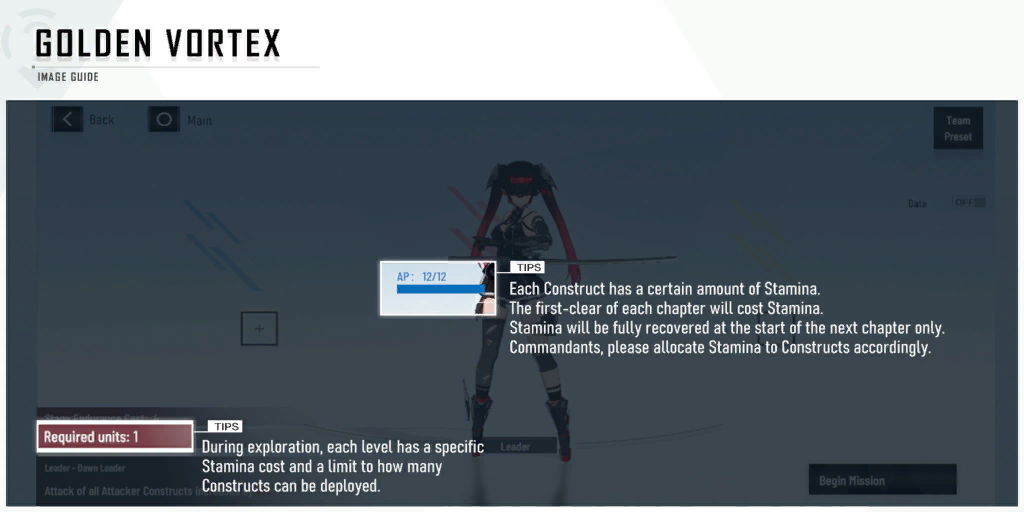 GOLDEN VORTEX
IMAGE GUIDE
Back
Main
Team
Preset
Data
OFF
AP: 12/12
TIPS
Each Construct has a certain amount of Stamina.
The first-clear of each chapter will cost Stamina.
Stamina will be fully recovered at the start of the next chapter only.
Commandants, please allocate Stamina to Constructs accordingly.
Stage Endurance Cost:
Required units: 1
TIPS
During exploration, each level has a specific
Stamina cost and a limit to how many
Constructs can be deployed.
Leader
Leader - Dawn Leader
Attack of all Attacker Constructs
Begin Mission